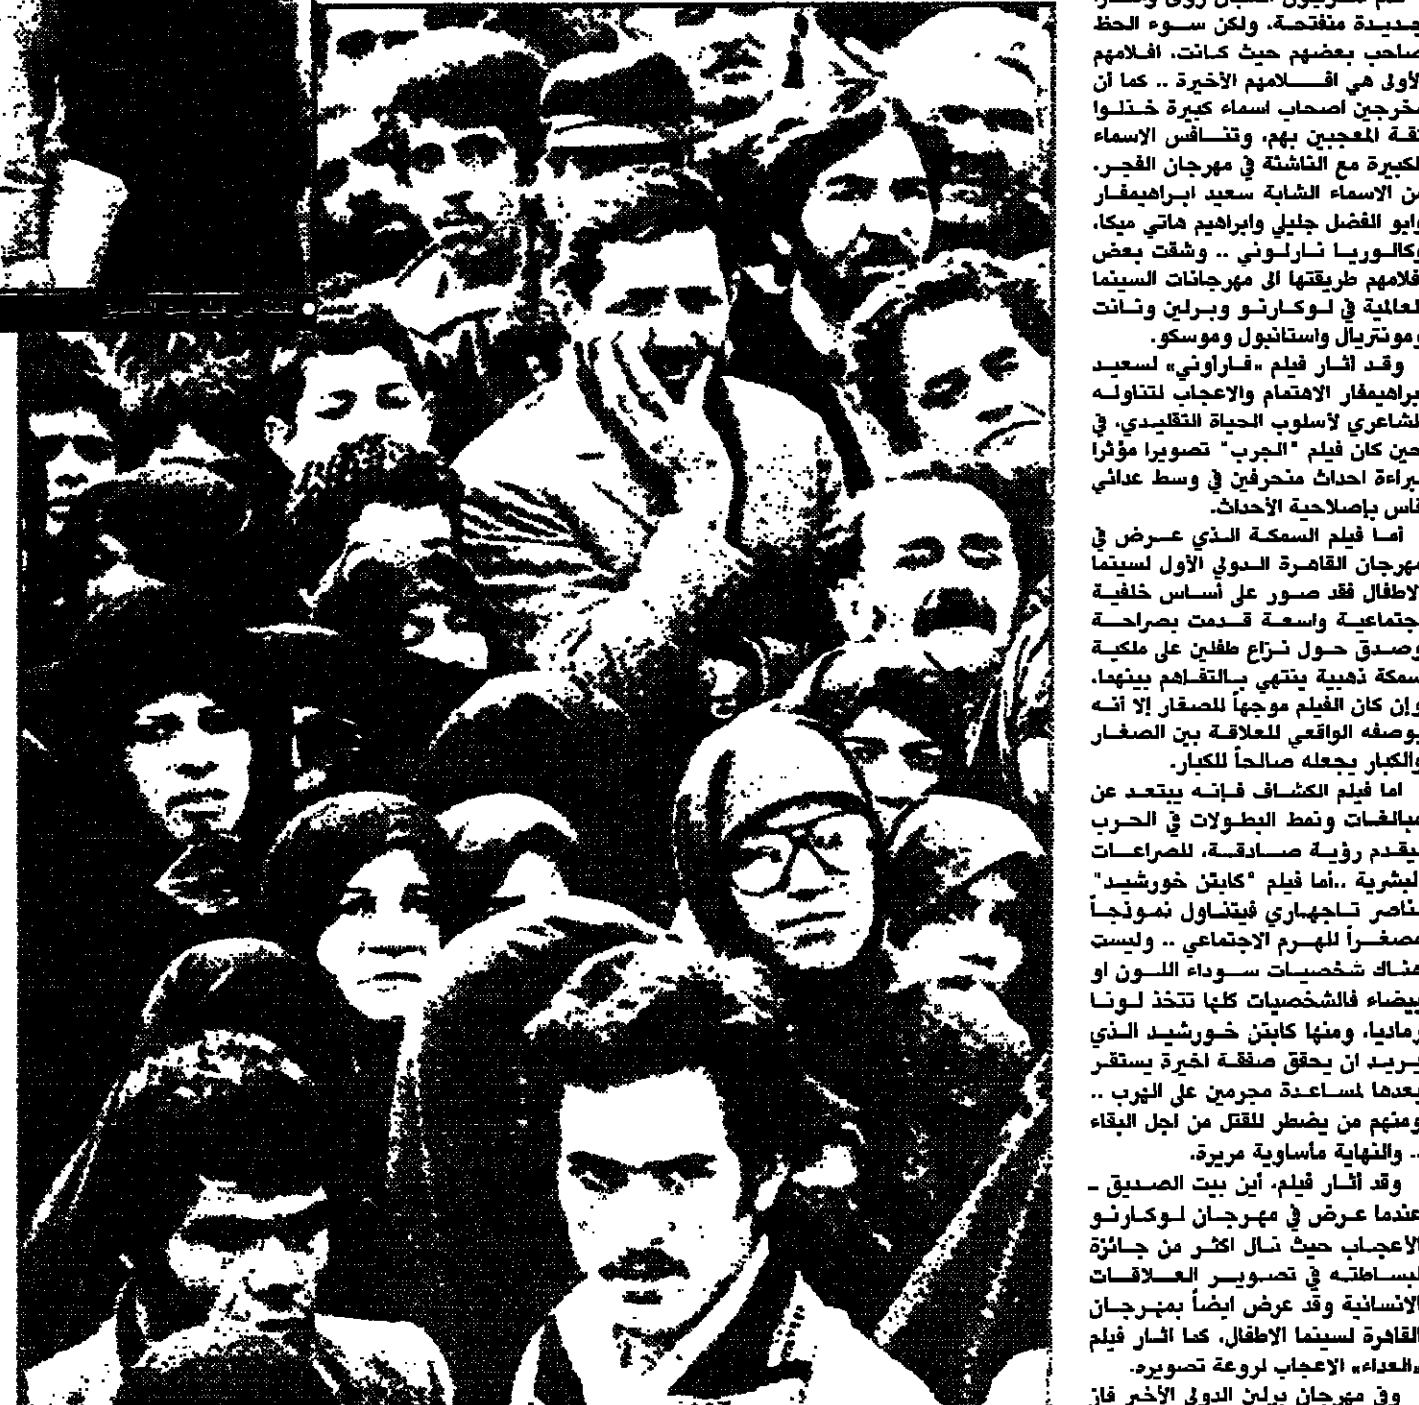 جديدة منفتحة، ولكن سوء الحظ
صاحب بعضهم حيث كانت، افلامهم
الأولى هي افلامهم الأخيرة .. كما أن
مخرجين اصحاب اسماء كبيرة خذلوا
ثقة المعجبين بهم، وتتنافس الاسماء
الكبيرة مع الناشئة في مهرجان الفجر.
من الاسماء الشابة سعيد ابراهيمفار
وابو الفضل جليلي وابراهيم هاتي ميكا،
وكالوريا نارلوني .. وشقت بعض
افلامهم طريقتها الى مهرجانات السينما
العالمية في لوكارنو وبرلين ونانت
ومونتريال واستانبول وموسكو.
وقد اثار فيلم «قاراوني» لسعيد
براهيمفار الاهتمام والاعجاب لتناوله
الشاعري لأسلوب الحياة التقليدي، في
حين كان فيلم "الجرب" تصويرا مؤثرا
لبراءة احداث منحرفين في وسط عدائي
قاس بإصلاحية الأحداث.
أما فيلم السمكة الذي عرض في
مهرجان القاهرة الدولي الأول لسينما
الاطفال فقد صور على أساس خلفية
اجتماعية واسعة قدمت بصراحة
وصدق حول نزاع طفلين على ملكية
سمكة ذهبية ينتهي بالتفاهم بينهما،
وإن كان الفيلم موجهاً للصقار إلا أنه
بوصفه الواقعي للعلاقة بين الصغار
والكبار يجعله صالحاً للكبار.
اما فيلم الكشاف فإنه يبتعد عن
مبالغات ونمط البطولات في الحرب
ليقدم رؤية صادقة، للصراعات
البشرية ..أما فيلم "كابتن خورشيد"
لناصر تاجهاري فيتناول نموذجاً
مصغراً للهرم الاجتماعي .. وليست
هناك شخصيات سوداء اللون او
بيضاء فالشخصيات كلها تتخذ لونا
رماديا، ومنها كابتن خورشيد الذي
يريد ان يحقق صفقة اخيرة يستقر
بعدها لمساعدة مجرمين على الهرب ..
ومنهم من يضطر للقتل من اجل البقاء
.. والنهاية مأساوية مريرة.
وقد أثار فيلم، أين بيت الصديق ـ
عندما عرض في مهرجان لوكارنو
الأعجاب حيث نال اكثر من جائزة
لبساطته في تصوير العلاقات
الانسانية وقد عرض ايضاً بمهرجان
القاهرة لسينما الاطفال، كما اثار فيلم
«العداء» الاعجاب لروعة تصويره.
وفي مهرجان برلين الدولي الأخير فاز